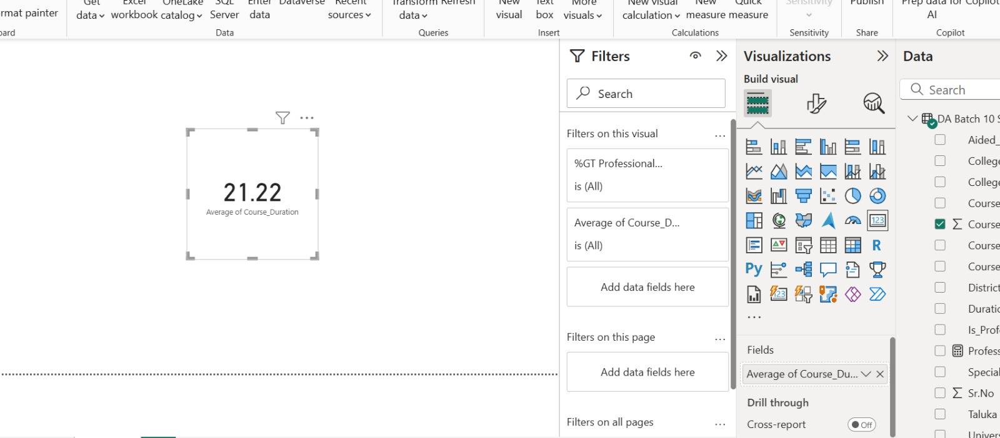 Get Excel OneLake SQL Enter Dataverse Recent Transform Refresh New Text More New visual New Quick Sensitivity Publish Prep data for Copilot
rmat painter data workbook catalog Server data sources data visual box visuals calculation measure measure AI
oard Data Queries Insert Calculations Sensitivity Share Copilot
Filters
Search
Filters on this visual ...
%GT Professional...
is (All)
Average of Course_D...
is (All)
Add data fields here
Filters on this page ...
Add data fields here
Filters on all pages ...
21.22
Average of Course_Duration
Visualizations
Build visual
123
R
Py
123
...
Fields
Average of Course_Du...
Drill through
Cross-report Off
Data
Search
DA Batch 10 S
Aided_
College
College
Course
Σ Course
Course
Course
District
Duratio
Is_Prof
Profess
Special
Σ Sr.No
Taluka
Univer